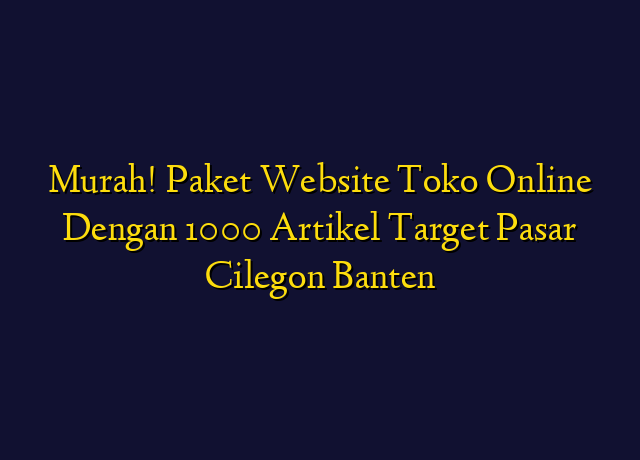 Murah! Paket Website Toko Online
Dengan 1000 Artikel Target Pasar
Cilegon Banten